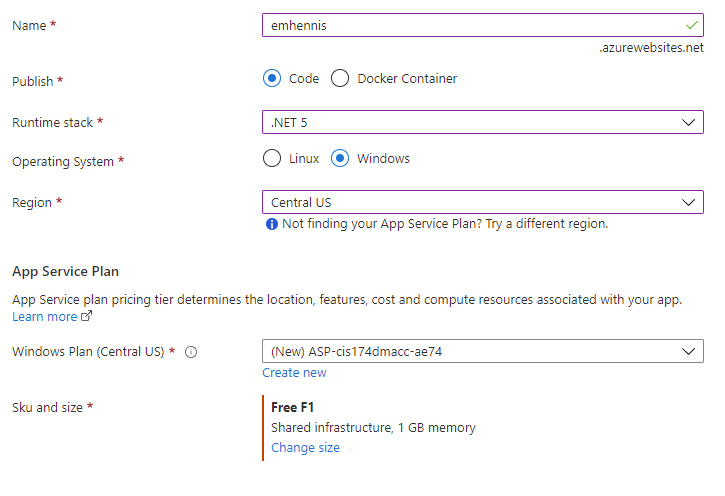 Name *
emhennis
.azurewebsites.net
Publish *
Code
Docker Container
Runtime stack *
.NET 5
Operating System *
Linux
Windows
Region *
Central US
Not finding your App Service Plan? Try a different region.
App Service Plan
App Service plan pricing tier determines the location, features, cost and compute resources associated with your app.
Learn more
Windows Plan (Central US) *
(New) ASP-cis174dmacc-ae74
Create new
Sku and size *
Free F1
Shared infrastructure, 1 GB memory
Change size